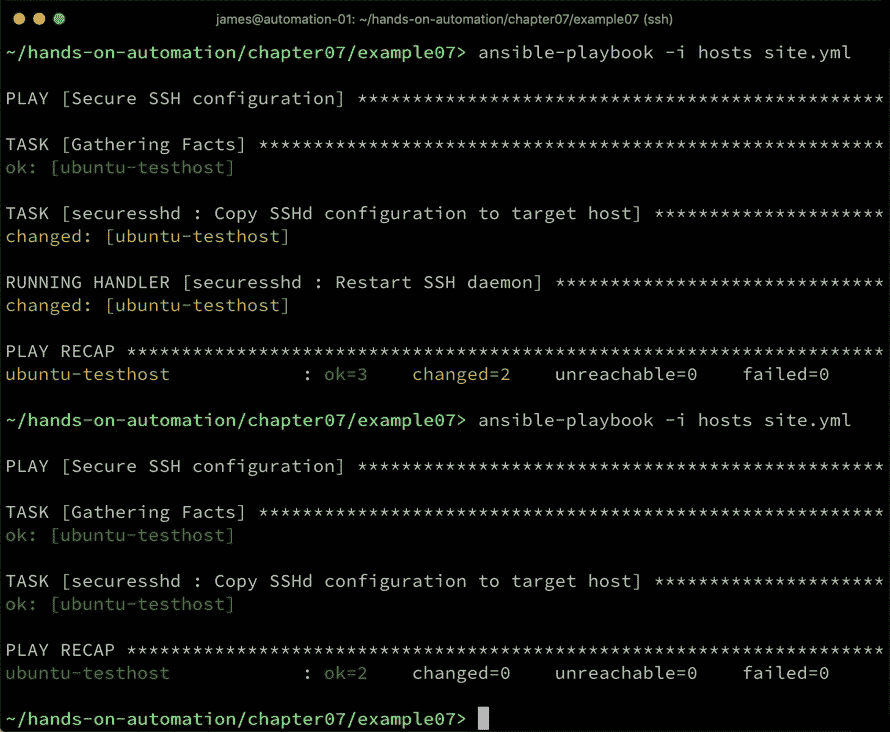 james@automation-01: ~/hands-on-automation/chapter07/example07 (ssh)
~/hands-on-automation/chapter07/example07> ansible-playbook -i hosts site.yml
PLAY [Secure SSH configuration] ************************************************
TASK [Gathering Facts] *********************************************************
ok: [ubuntu-testhost]
TASK [securesshd : Copy SSHd configuration to target host] *********************
changed: [ubuntu-testhost]
RUNNING HANDLER [securesshd : Restart SSH daemon] ******************************
changed: [ubuntu-testhost]
PLAY RECAP *********************************************************************
ubuntu-testhost            : ok=3    changed=2    unreachable=0    failed=0
~/hands-on-automation/chapter07/example07> ansible-playbook -i hosts site.yml
PLAY [Secure SSH configuration] ************************************************
TASK [Gathering Facts] *********************************************************
ok: [ubuntu-testhost]
TASK [securesshd : Copy SSHd configuration to target host] *********************
ok: [ubuntu-testhost]
PLAY RECAP *********************************************************************
ubuntu-testhost            : ok=2    changed=0    unreachable=0    failed=0
~/hands-on-automation/chapter07/example07>